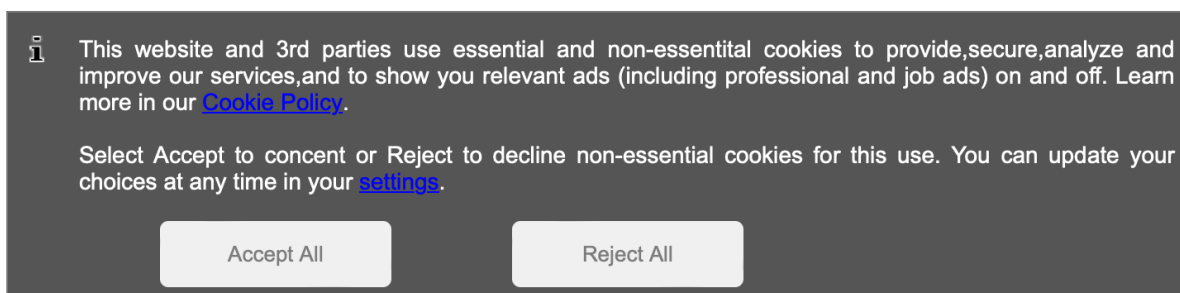 This website and 3rd parties use essential and non-essentital cookies to provide,secure,analyze and
improve our services,and to show you relevant ads (including professional and job ads) on and off. Learn
more in our Cookie Policy.
Select Accept to concent or Reject to decline non-essential cookies for this use. You can update your
choices at any time in your settings.
Accept All Reject All